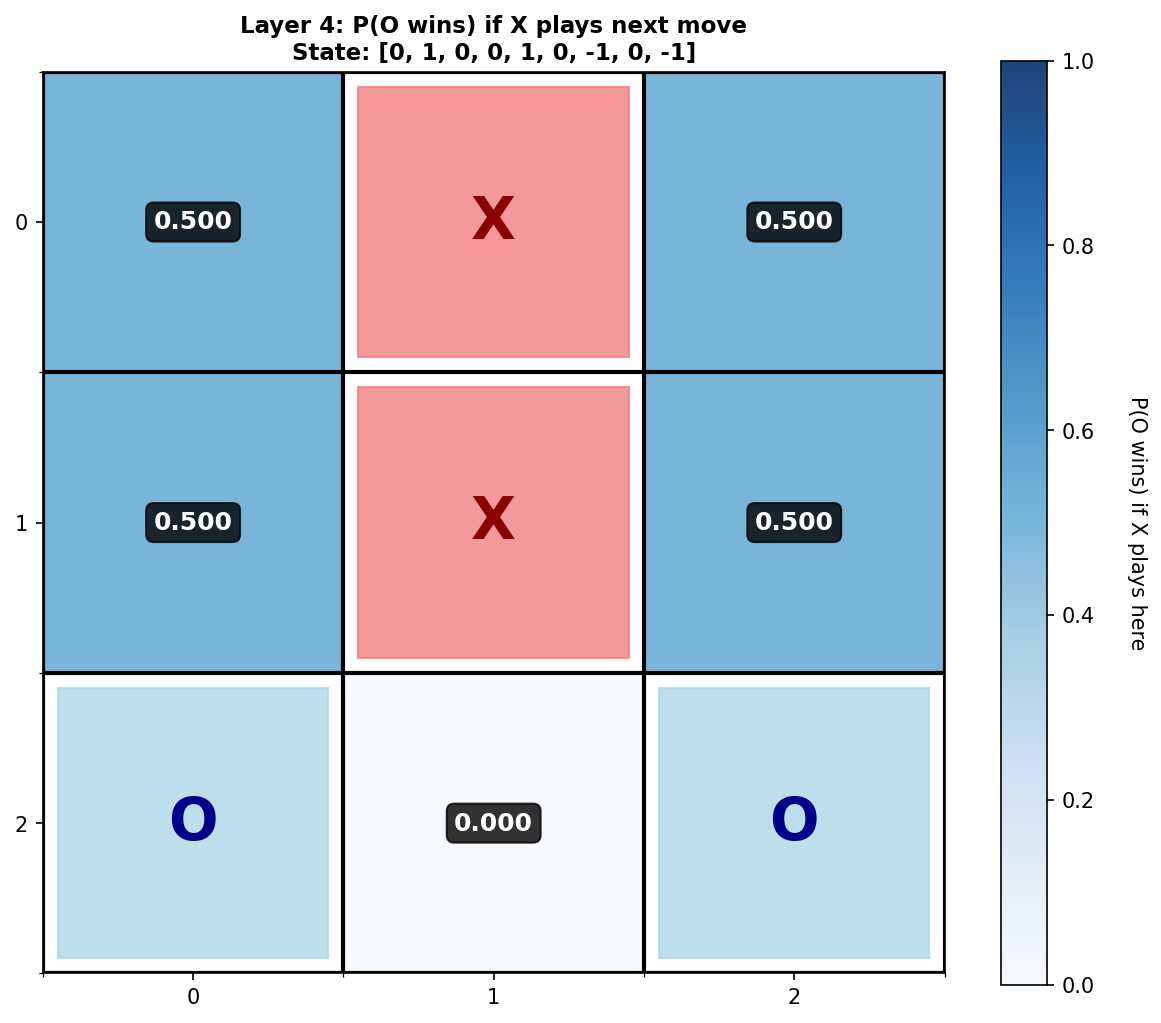 Layer 4: P(O wins) if X plays next move
State: [0, 1, 0, 0, 1, 0, -1, 0, -1]
0
0.500
X
0.500
1
0.500
X
0.500
2
O
0.000
O
0
1
2
1.0
0.8
0.6
0.4
0.2
0.0
P(O wins) if X plays here